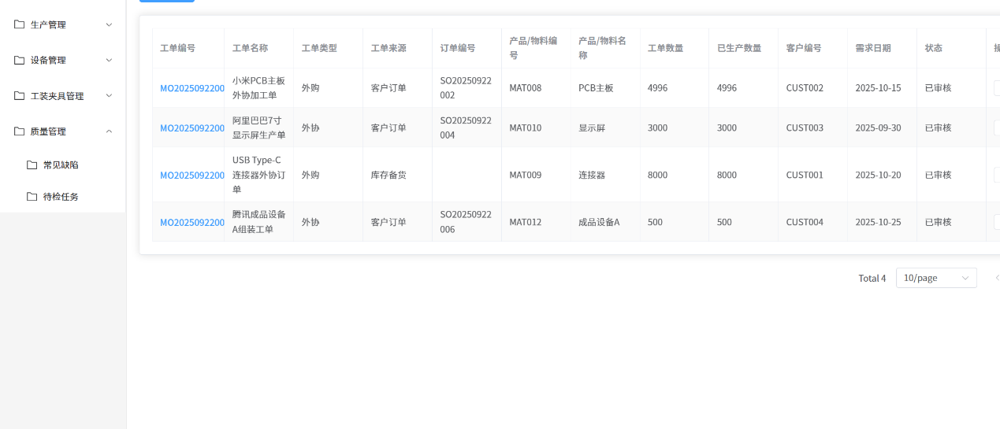 生产管理
设备管理
工装夹具管理
质量管理
常见缺陷
待检任务
工单编号 工单名称 工单类型 工单来源 订单编号 产品/物料编号 产品/物料名称 工单数量 已生产数量 客户编号 需求日期 状态
MO2025092200 小米PCB主板外协加工单 外购 客户订单 SO20250922002 MAT008 PCB主板 4996 4996 CUST002 2025-10-15 已审核
MO2025092200 阿里巴巴7寸显示屏生产单 外协 客户订单 SO20250922004 MAT010 显示屏 3000 3000 CUST003 2025-09-30 已审核
MO2025092200 USB Type-C连接器外协订单 外购 库存备货 MAT009 连接器 8000 8000 CUST001 2025-10-20 已审核
MO2025092200 腾讯成品设备A组装工单 外协 客户订单 SO20250922006 MAT012 成品设备A 500 500 CUST004 2025-10-25 已审核
Total 4 10/page